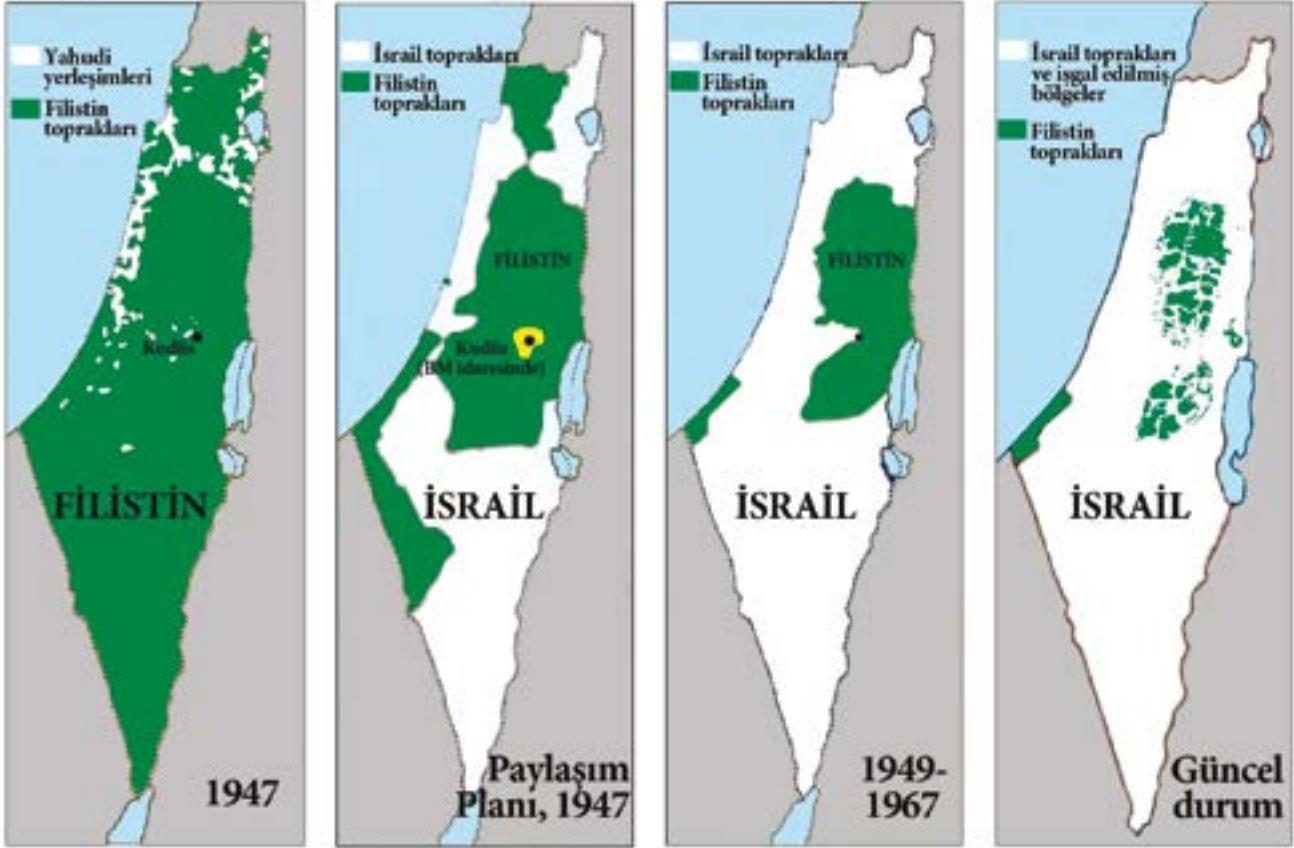 Yahudi
yerleşimleri
Filistin
toprakları
Kudüs
FİLİSTİN
1947
İsrail toprakları
Filistin
toprakları
FİLİSTİN
Kudüs
(BM idaresinde)
İSRAİL
Paylaşım
Planı, 1947
İsrail toprakları
Filistin
toprakları
FİLİSTİN
İSRAİL
1949-
1967
İsrail toprakları
ve işgal edilmiş
bölgeler
Filistin
toprakları
İSRAİL
Güncel
durum